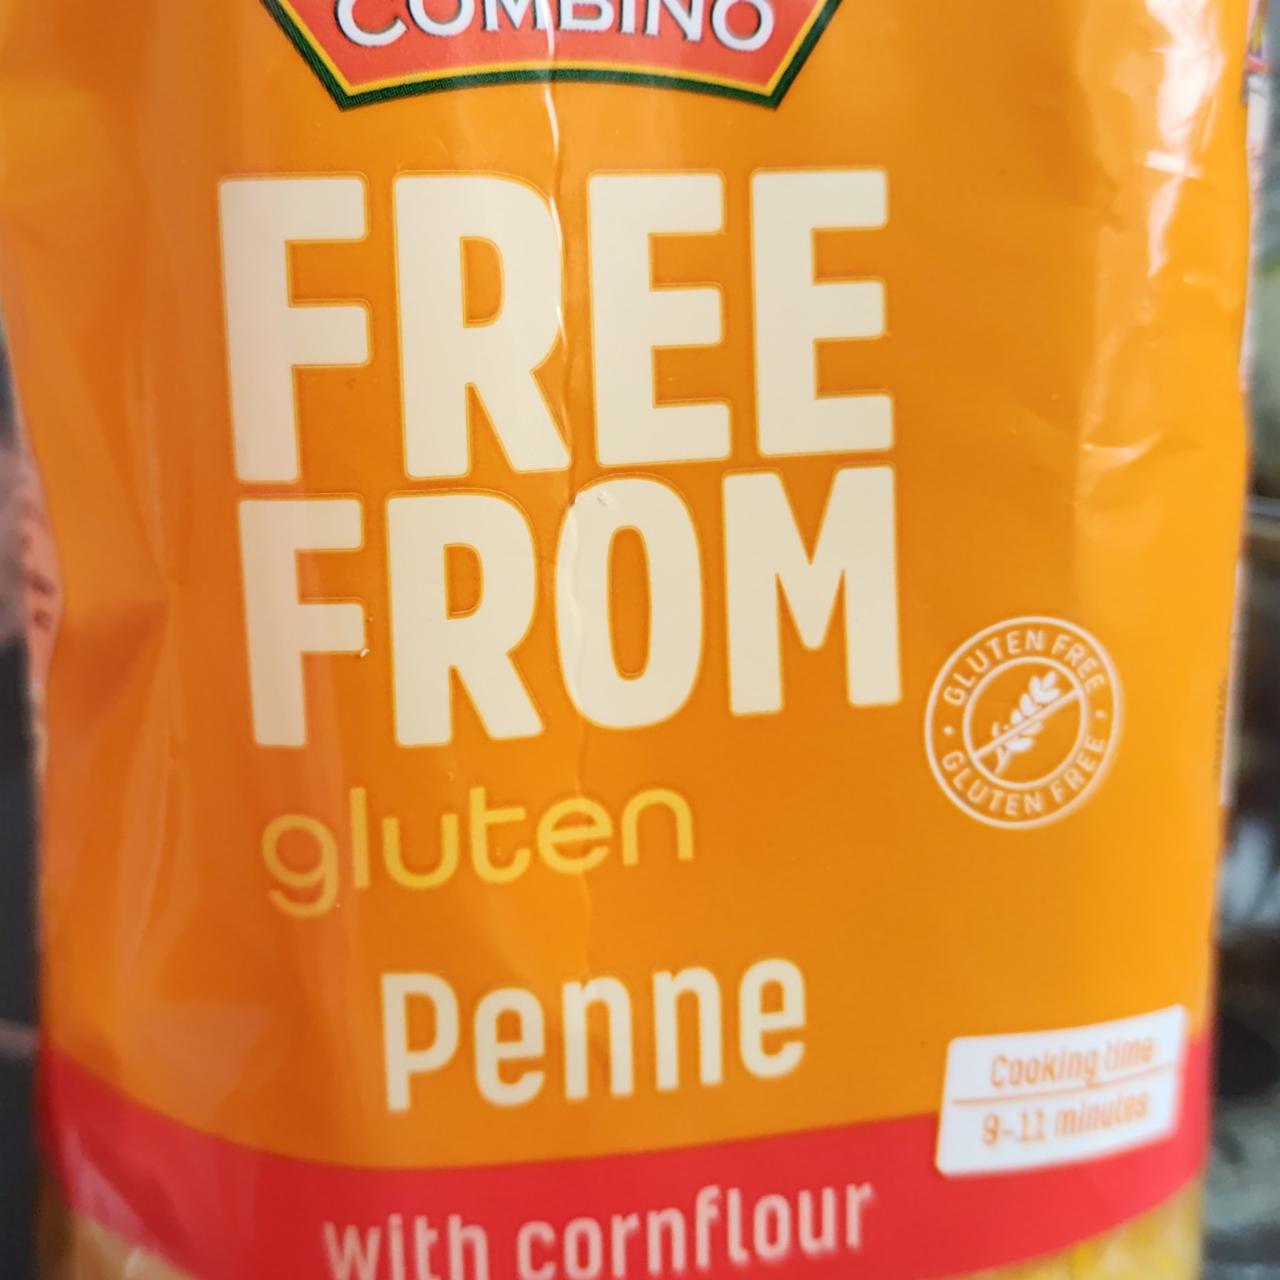 COMBINO
FREE
FROM
gluten
GLUTEN FREE
GLUTEN FREE
Penne
Cooking time
9-11 minutes
with cornflour